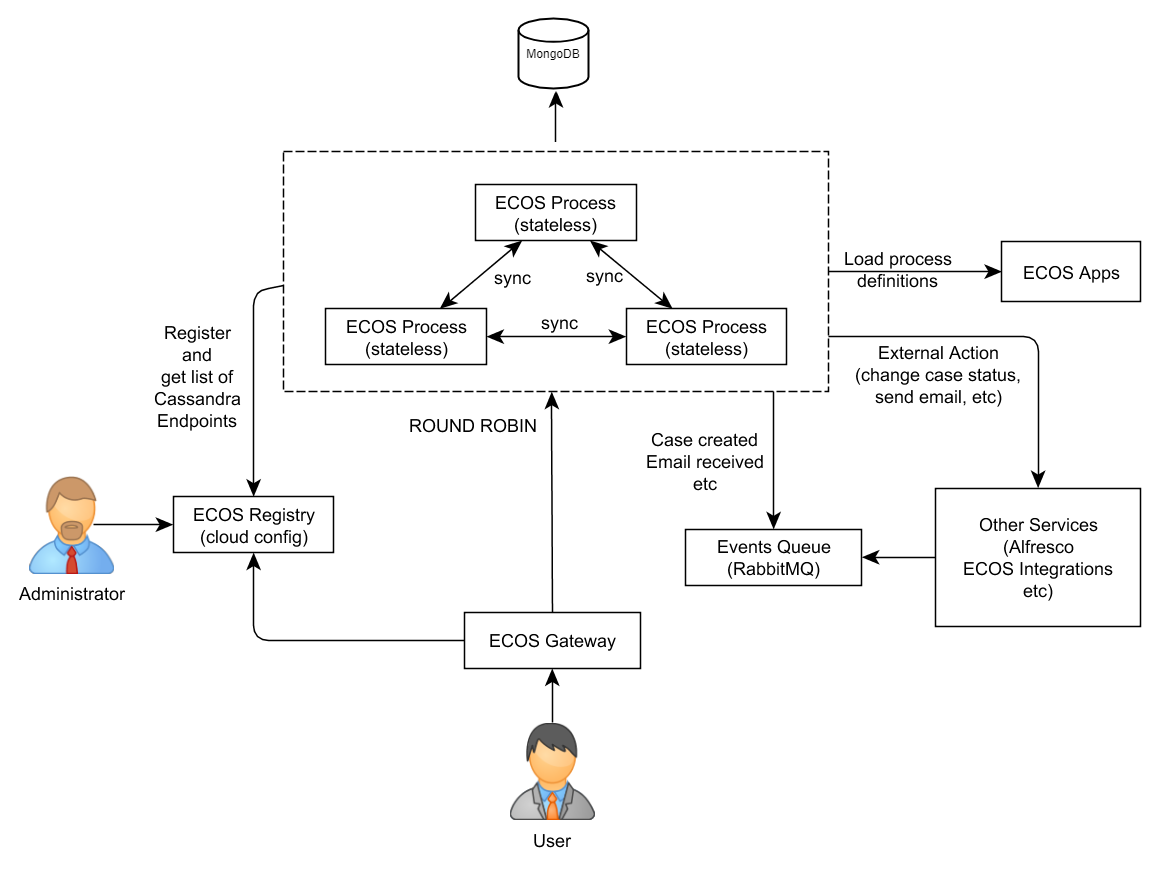 MongoDB
ECOS Process
(stateless)
sync
sync
ECOS Process
(stateless)
sync
ECOS Process
(stateless)
Load process
definitions
ECOS Apps
Register
and
get list of
Cassandra
Endpoints
External Action
(change case status,
send email, etc)
ROUND ROBIN
Case created
Email received
etc
ECOS Registry
(cloud config)
Administrator
Events Queue
(RabbitMQ)
Other Services
(Alfresco
ECOS Integrations
etc)
ECOS Gateway
User